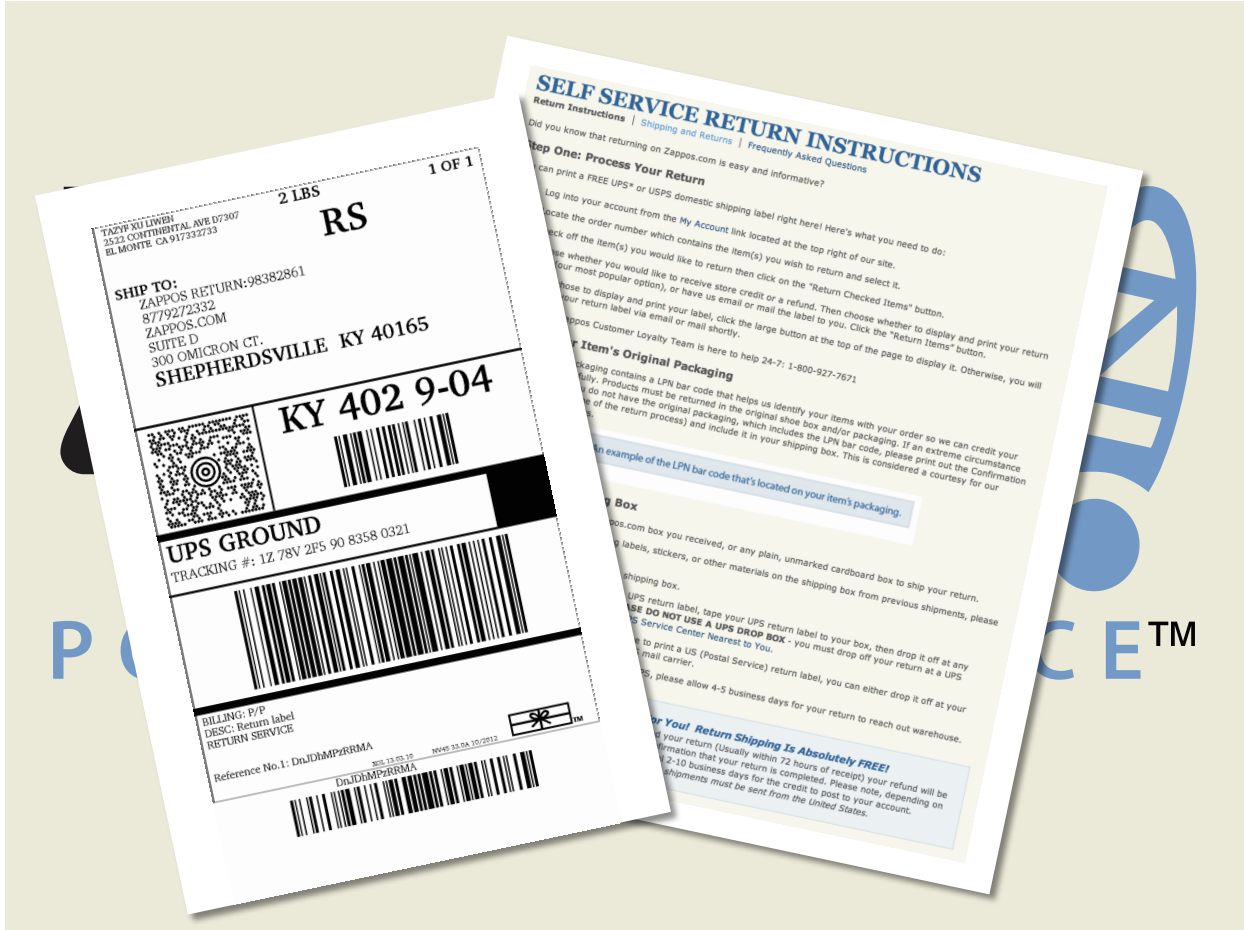 1 OF 1
2 LBS
RS
TAZYF XU LIWEN
2522 CONTINENTAL AVE D7307
EL MONTE CA 917332733
SHIP TO:
ZAPPOS RETURN:98382861
8779272332
ZAPPOS.COM
SUITE D
300 OMICRON CT.
SHEPHERDSVILLE KY 40165
KY 402 9-04
UPS GROUND
TRACKING #: 1Z 78V 2F5 90 8358 0321
BILLING: P/P
DESC: Return label
RETURN SERVICE
Reference No.1: DnJDhMPzRRMA
XOL 13.03.10 NV45 33.0A 10/2012
TM
DnJDhMPzRRMA
SELF SERVICE RETURN INSTRUCTIONS
Return Instructions | Shipping and Returns | Frequently Asked Questions
Did you know that returning on Zappos.com is easy and informative?
Step One: Process Your Return
can print a FREE UPS* or USPS domestic shipping label right here! Here's what you need to do:
Log into your account from the My Account link located at the top right of our site.
ocate the order number which contains the item(s) you wish to return and select it.
eck off the item(s) you would like to return then click on the "Return Checked Items" button.
se whether you would like to receive store credit or a refund. Then choose whether to display and print your return
(our most popular option), or have us email or mail the label to you. Click the "Return Items" button.
hose to display and print your label, click the large button at the top of the page to display it. Otherwise, you will
your return label via email or mail shortly.
appos Customer Loyalty Team is here to help 24-7: 1-800-927-7671
r Item's Original Packaging
ckaging contains a LPN bar code that helps us identify your items with your order so we can credit your
fully. Products must be returned in the original shoe box and/or packaging. If an extreme circumstance
u do not have the original packaging, which includes the LPN bar code, please print out the Confirmation
e of the return process) and include it in your shipping box. This is considered a courtesy for our
s.
An example of the LPN bar code that's located on your item's packaging.
g Box
pos.com box you received, or any plain, unmarked cardboard box to ship your return.
g labels, stickers, or other materials on the shipping box from previous shipments, please
shipping box.
UPS return label, tape your UPS return label to your box, then drop it off at any
ASE DO NOT USE A UPS DROP BOX - you must drop off your return at a UPS
S Service Center Nearest to You.
e to print a US (Postal Service) return label, you can either drop it off at your
mail carrier.
PS, please allow 4-5 business days for your return to reach out warehouse.
or You! Return Shipping Is Absolutely FREE!
d your return (Usually within 72 hours of receipt) your refund will be
firmation that your return is completed. Please note, depending on
l 2-10 business days for the credit to post to your account.
shipments must be sent from the United States.
P
CE™